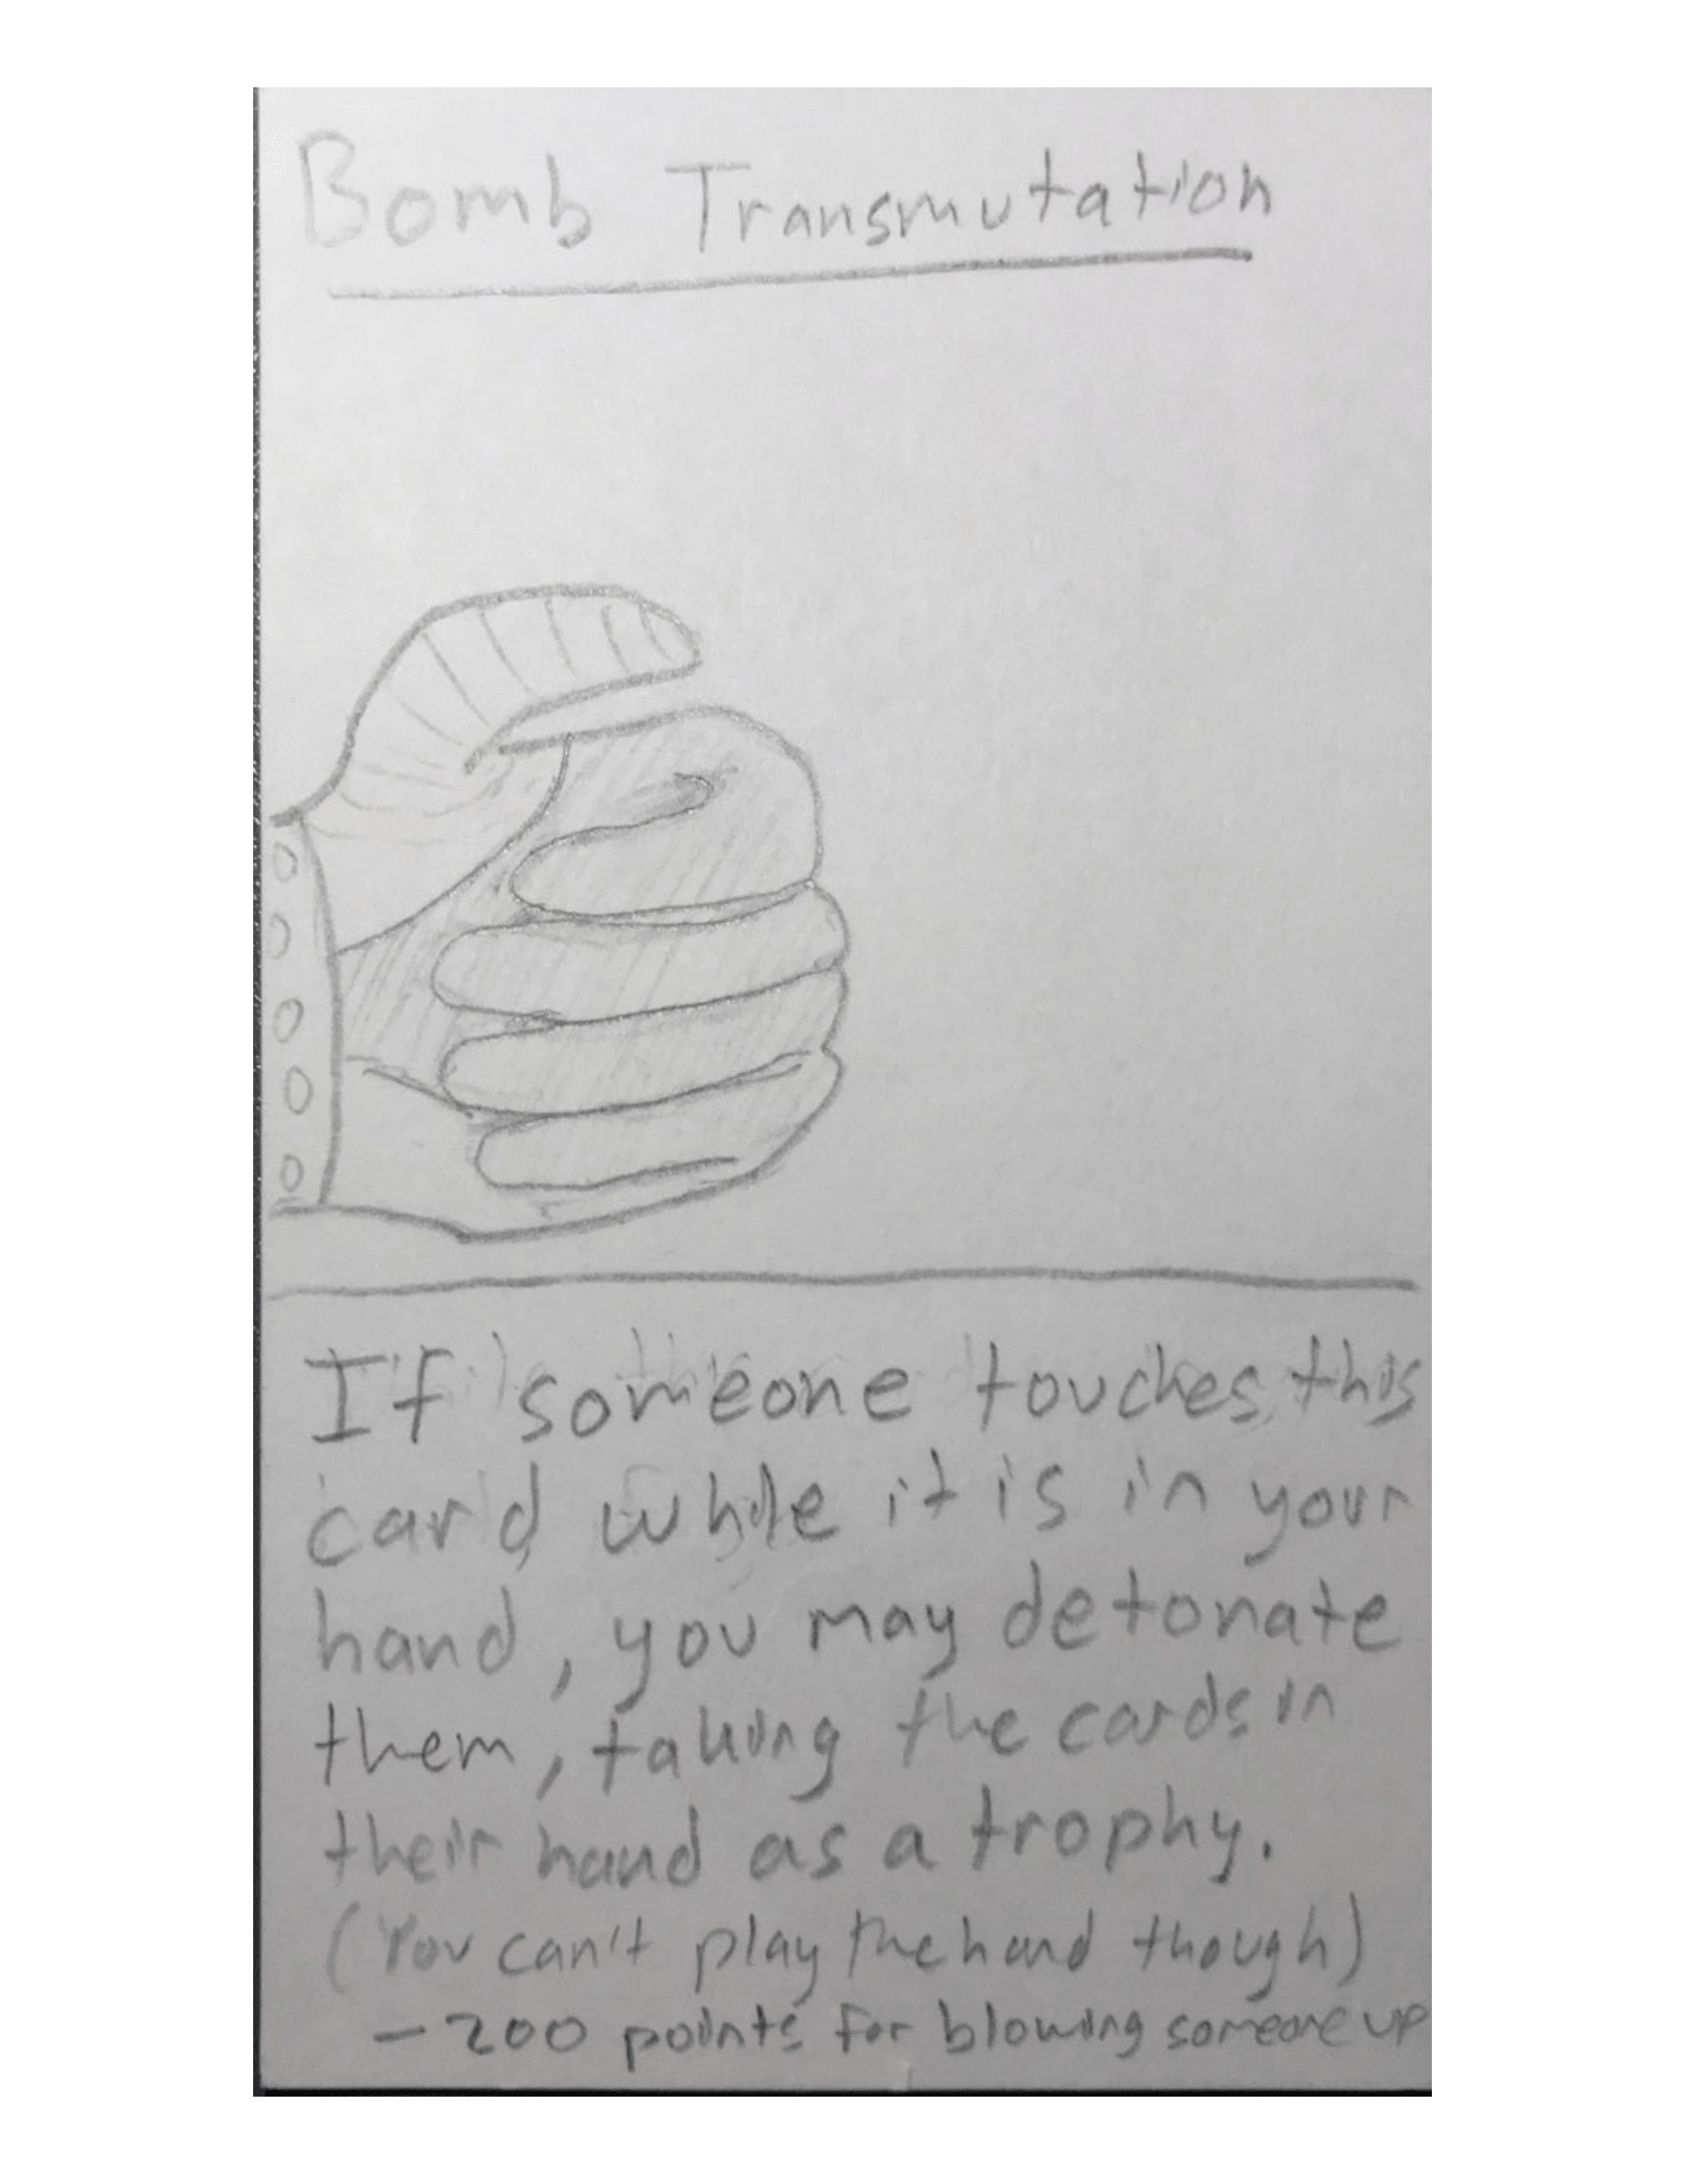 Bomb Transmutation
If someone touches this
card while it is in your
hand, you may detonate
them, taking the cards in
their hand as a trophy.
(You can't play the hand though)
-200 points for blowing someone up